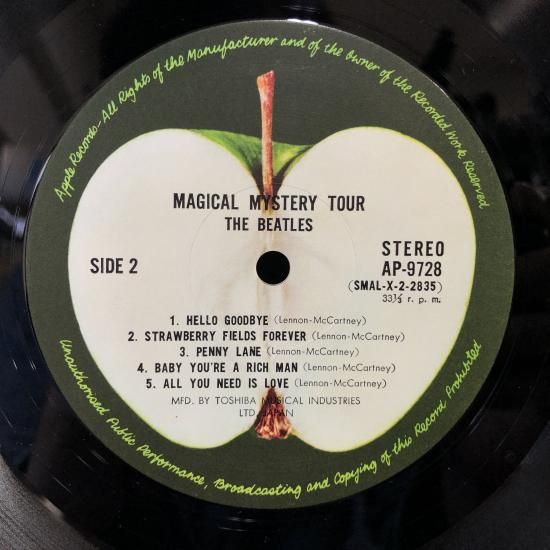 Apple Records-All Rights of the Manufacturer and of the Owner of the Recorded Work Reserved
MAGICAL MYSTERY TOUR
THE BEATLES
SIDE 2
STEREO
AP-9728
(SMAL-X-2-2835)
33⅓ r. p. m.
1. HELLO GOODBYE (Lennon-McCartney)
2. STRAWBERRY FIELDS FOREVER (Lennon-McCartney)
3. PENNY LANE (Lennon-McCartney)
4. BABY YOU'RE A RICH MAN (Lennon-McCartney)
5. ALL YOU NEED IS LOVE (Lennon-McCartney)
MFD. BY TOSHIBA MUSICAL INDUSTRIES
LTD. JAPAN
Unauthorised Public Performance, Broadcasting and Copying of this Record Prohibited